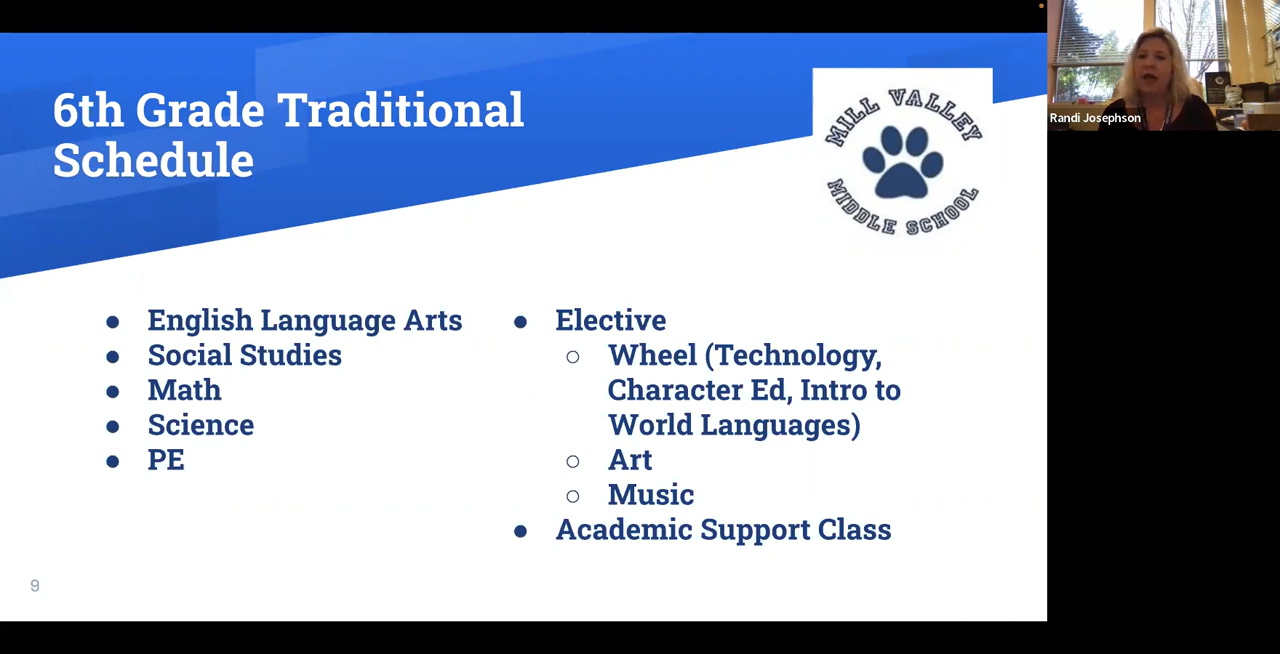 6th Grade Traditional
Schedule
MILL VALLEY
MIDDLE SCHOOL
Randi Josephson
● English Language Arts
● Social Studies
● Math
● Science
● PE
● Elective
○ Wheel (Technology,
Character Ed, Intro to
World Languages)
○ Art
○ Music
● Academic Support Class
9